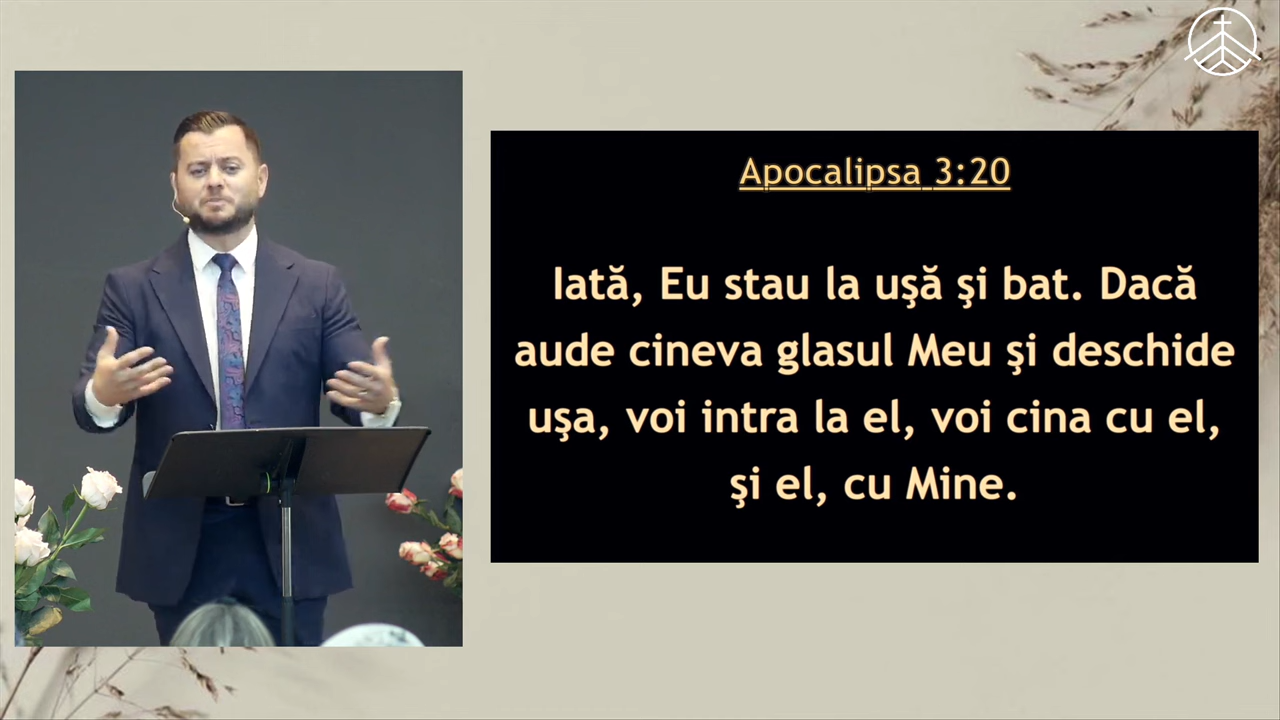 Apocalipsa 3:20
Iată, Eu stau la uşă şi bat. Dacă
aude cineva glasul Meu şi deschide
uşa, voi intra la el, voi cina cu el,
şi el, cu Mine.